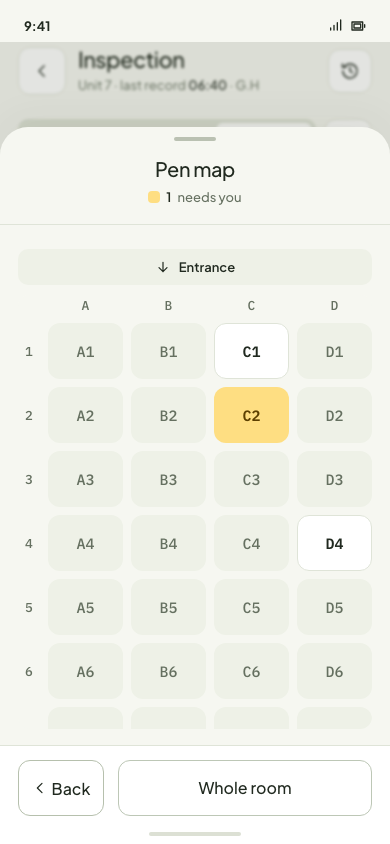 9:41
Inspection
Unit 7 · last record 06:40 · G.H
Pen map
1 needs you
↓ Entrance
A B C D
1 A1 B1 C1 D1
2 A2 B2 C2 D2
3 A3 B3 C3 D3
4 A4 B4 C4 D4
5 A5 B5 C5 D5
6 A6 B6 C6 D6
Back
Whole room